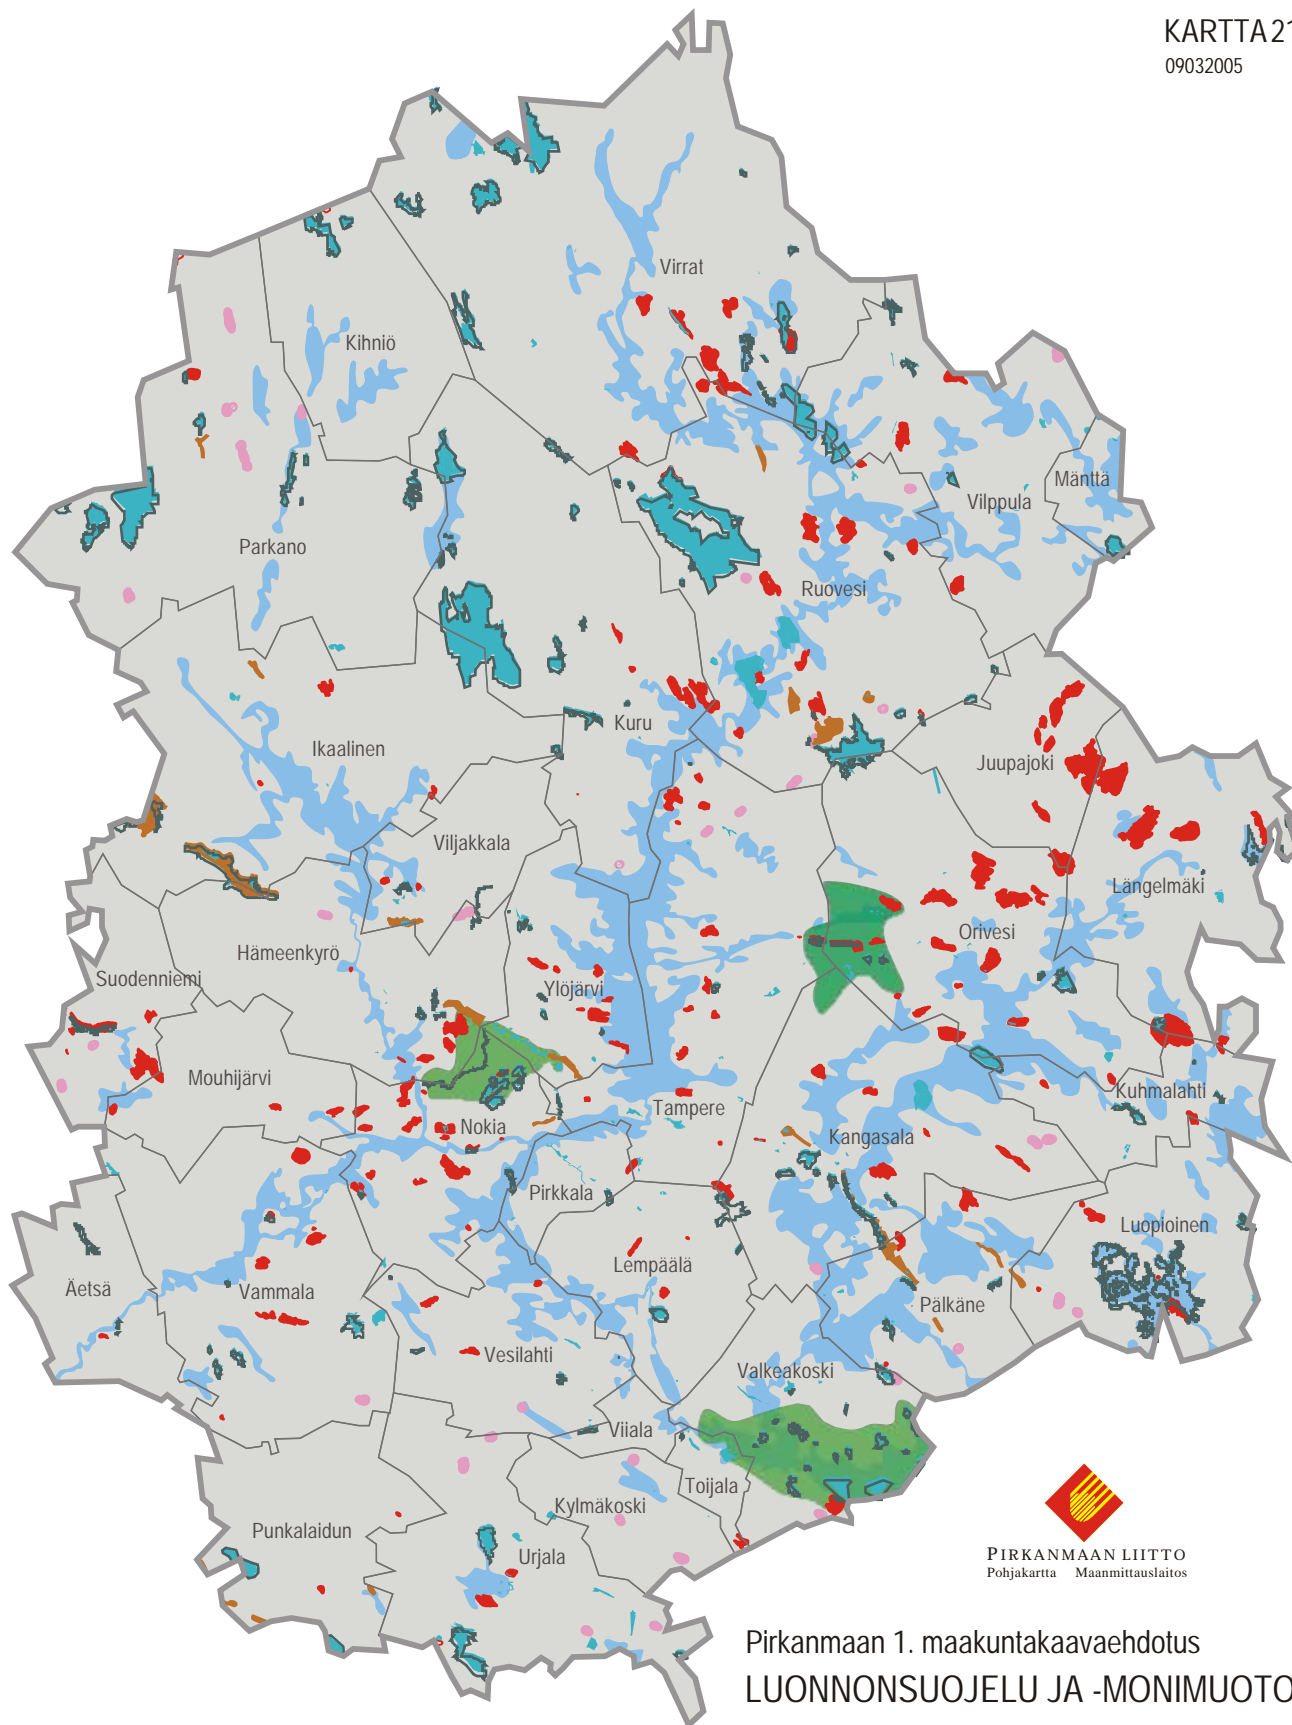 KARTTA 21
09032005
Virrat
Kihniö
Mänttä
Vilppula
Parkano
Ruovesi
Kuru
Ikaalinen
Juupajoki
Viljakkala
Längelmäki
Orivesi
Hämeenkyrö
Suodenniemi
Ylöjärvi
Mouhijärvi
Kuhmalahti
Tampere
Nokia
Kangasala
Pirkkala
Luopioinen
Lempäälä
Äetsä
Vammala
Pälkäne
Vesilahti
Valkeakoski
Viiala
Toijala
Kylmäkoski
Punkalaidun
Urjala
PIRKANMAAN LIITTO
Pohjakartta Maanmittauslaitos
Pirkanmaan 1. maakuntakaavaehdotus
LUONNONSUOJELU JA -MONIMUOTO